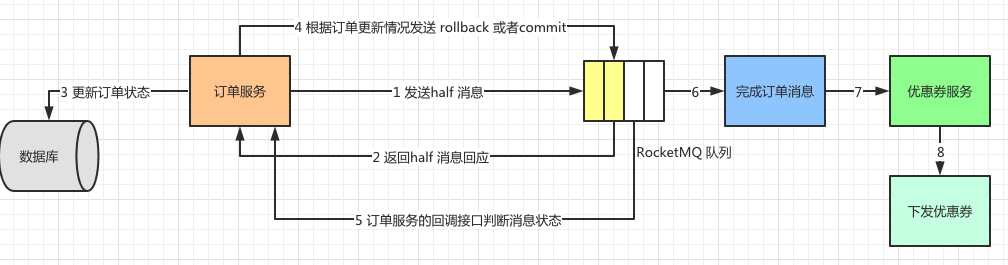 4 根据订单更新情况发送 rollback 或者commit
3 更新订单状态
订单服务
1 发送half 消息
6
完成订单消息
7
优惠券服务
数据库
2 返回half 消息回应
RocketMQ 队列
8
5 订单服务的回调接口判断消息状态
下发优惠券